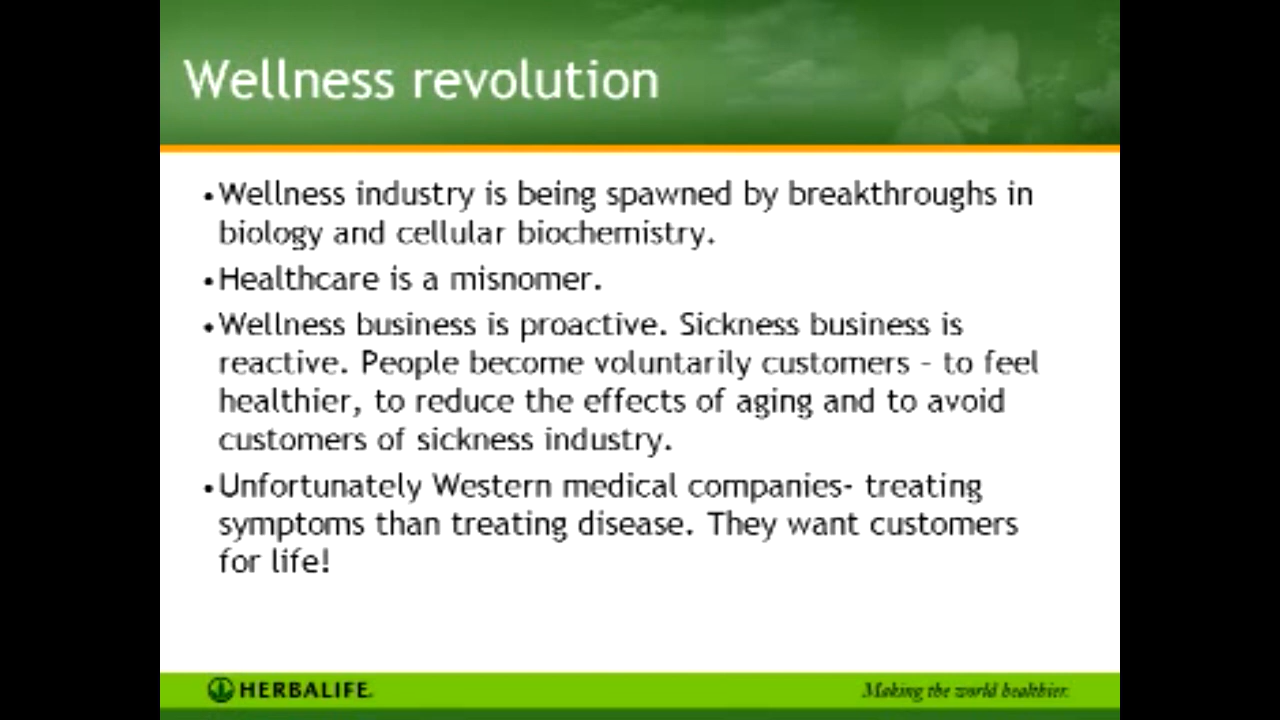 Wellness revolution
•Wellness industry is being spawned by breakthroughs in
biology and cellular biochemistry.
•Healthcare is a misnomer.
•Wellness business is proactive. Sickness business is
reactive. People become voluntarily customers – to feel
healthier, to reduce the effects of aging and to avoid
customers of sickness industry.
•Unfortunately Western medical companies- treating
symptoms than treating disease. They want customers
for life!
HERBALIFE. Making the world healthier.